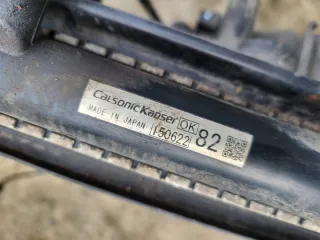 CalsonicKansei OK 82
MADE IN JAPAN 150622